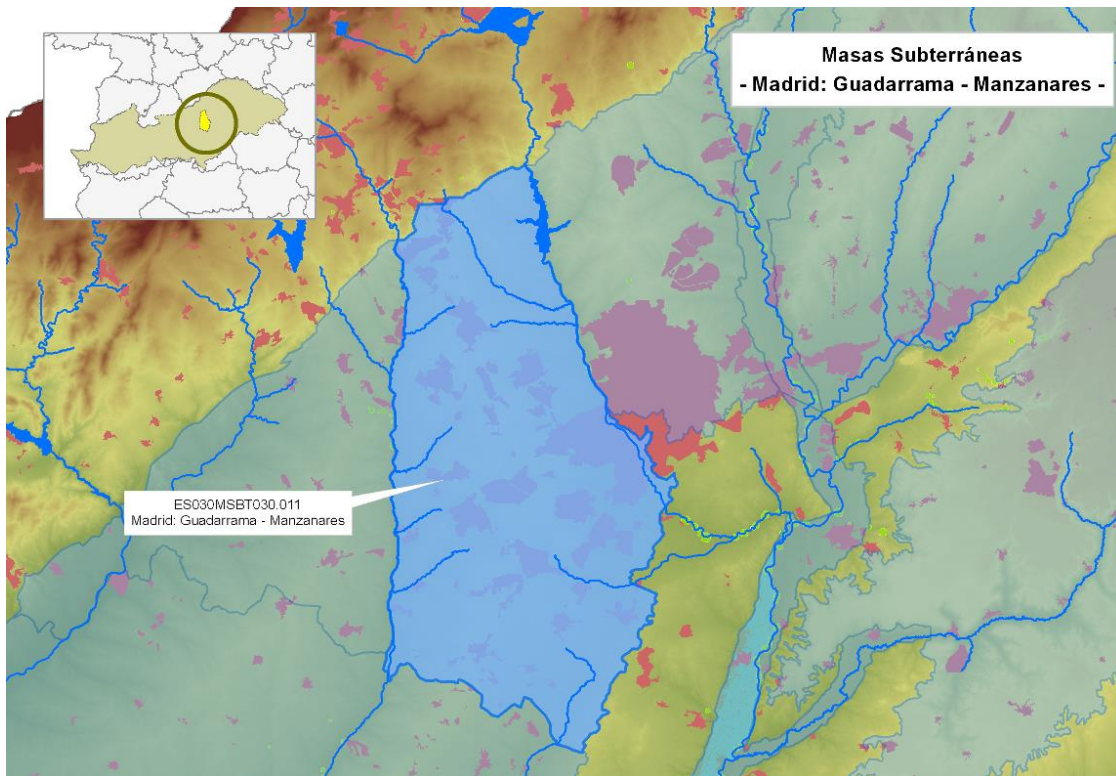 Masas Subterráneas
- Madrid: Guadarrama - Manzanares -
ES030MSBT030.011
Madrid: Guadarrama - Manzanares